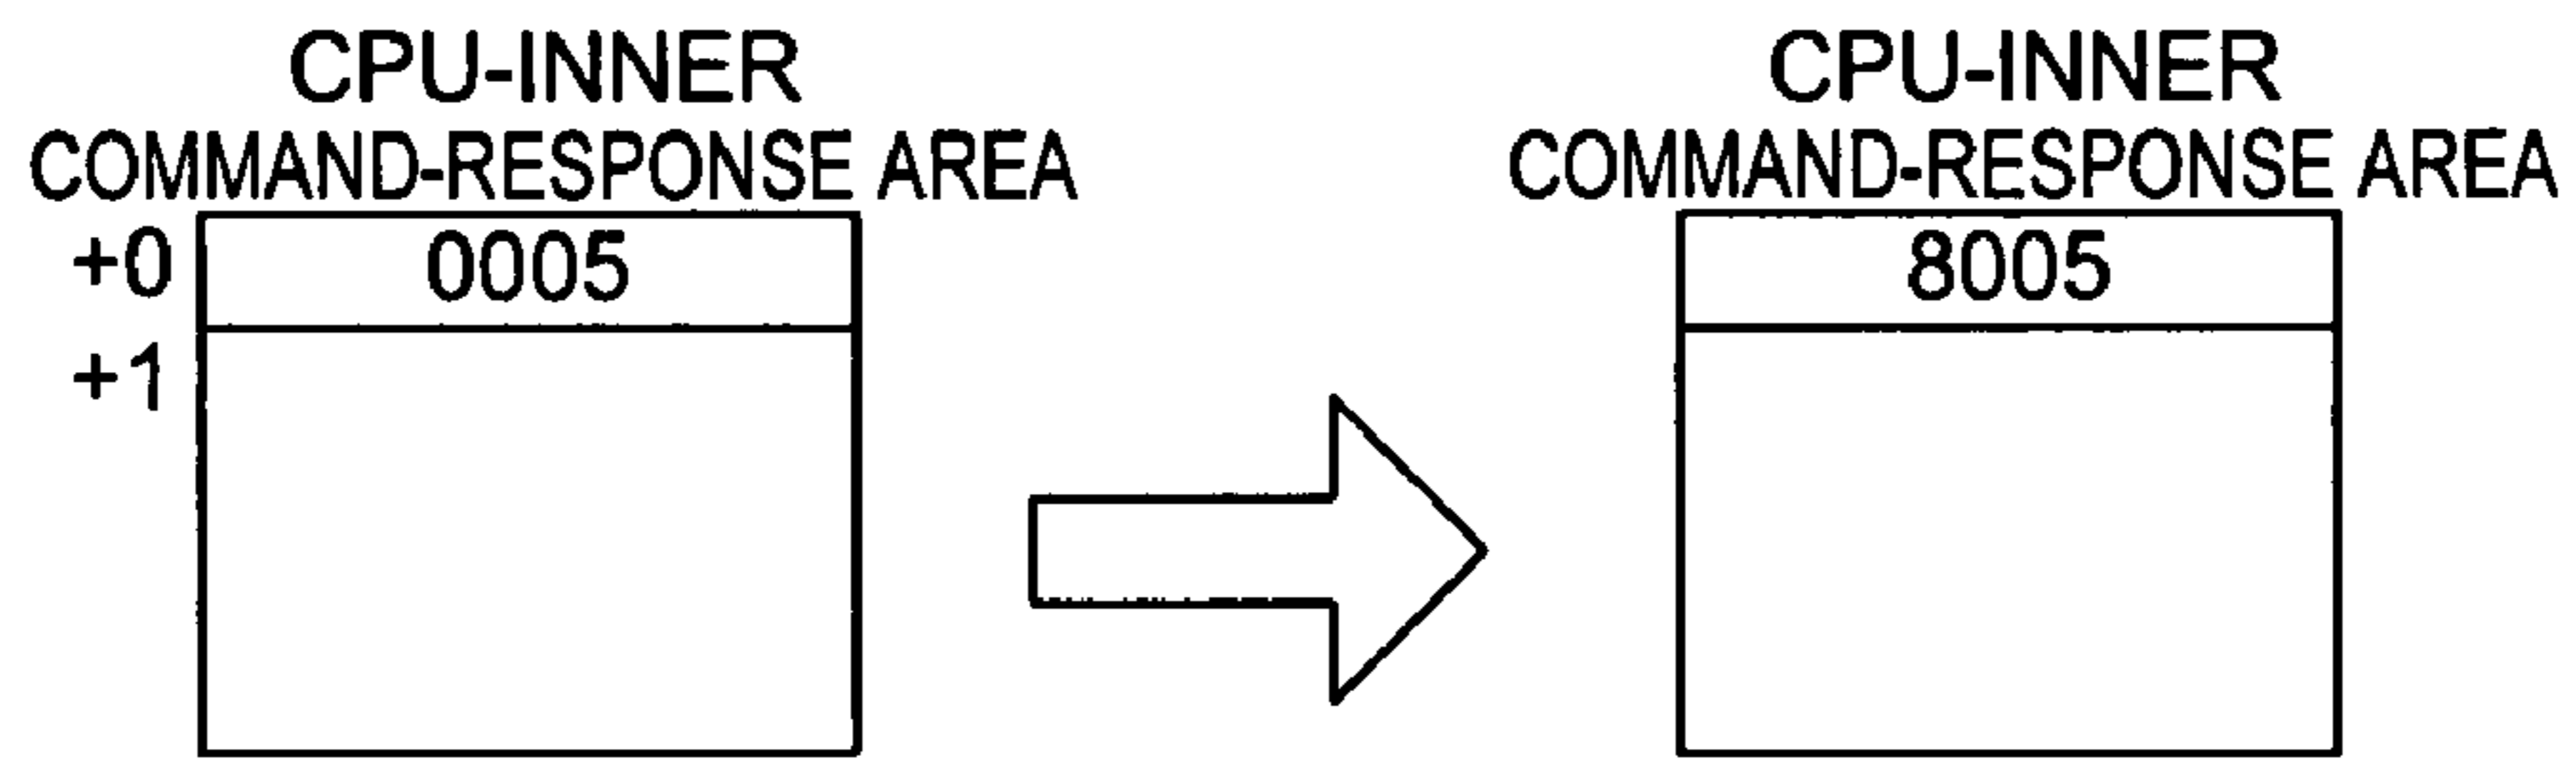 CPU-INNER
COMMAND-RESPONSE AREA
+0 0005
+1
CPU-INNER
COMMAND-RESPONSE AREA
8005